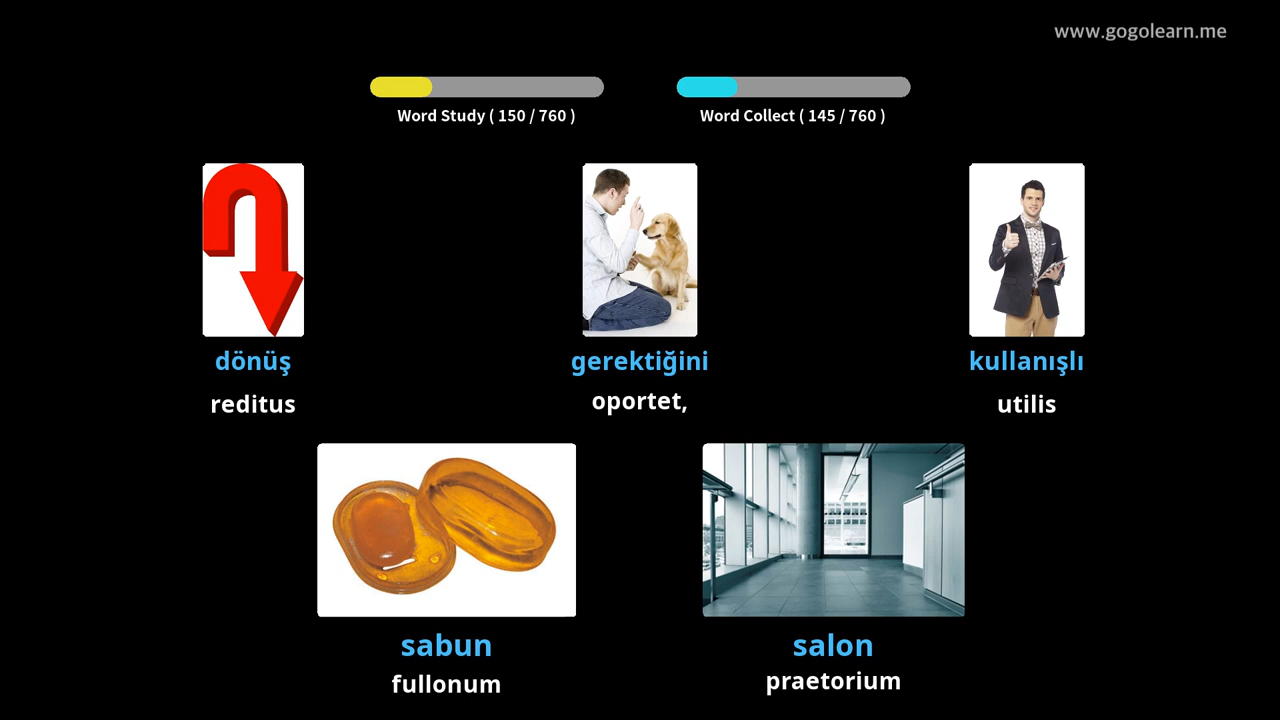 www.gogolearn.me
Word Study ( 150 / 760 )
Word Collect ( 145 / 760 )
dönüş
reditus
gerektiğini
oportet,
kullanışlı
utilis
sabun
fullonum
salon
praetorium